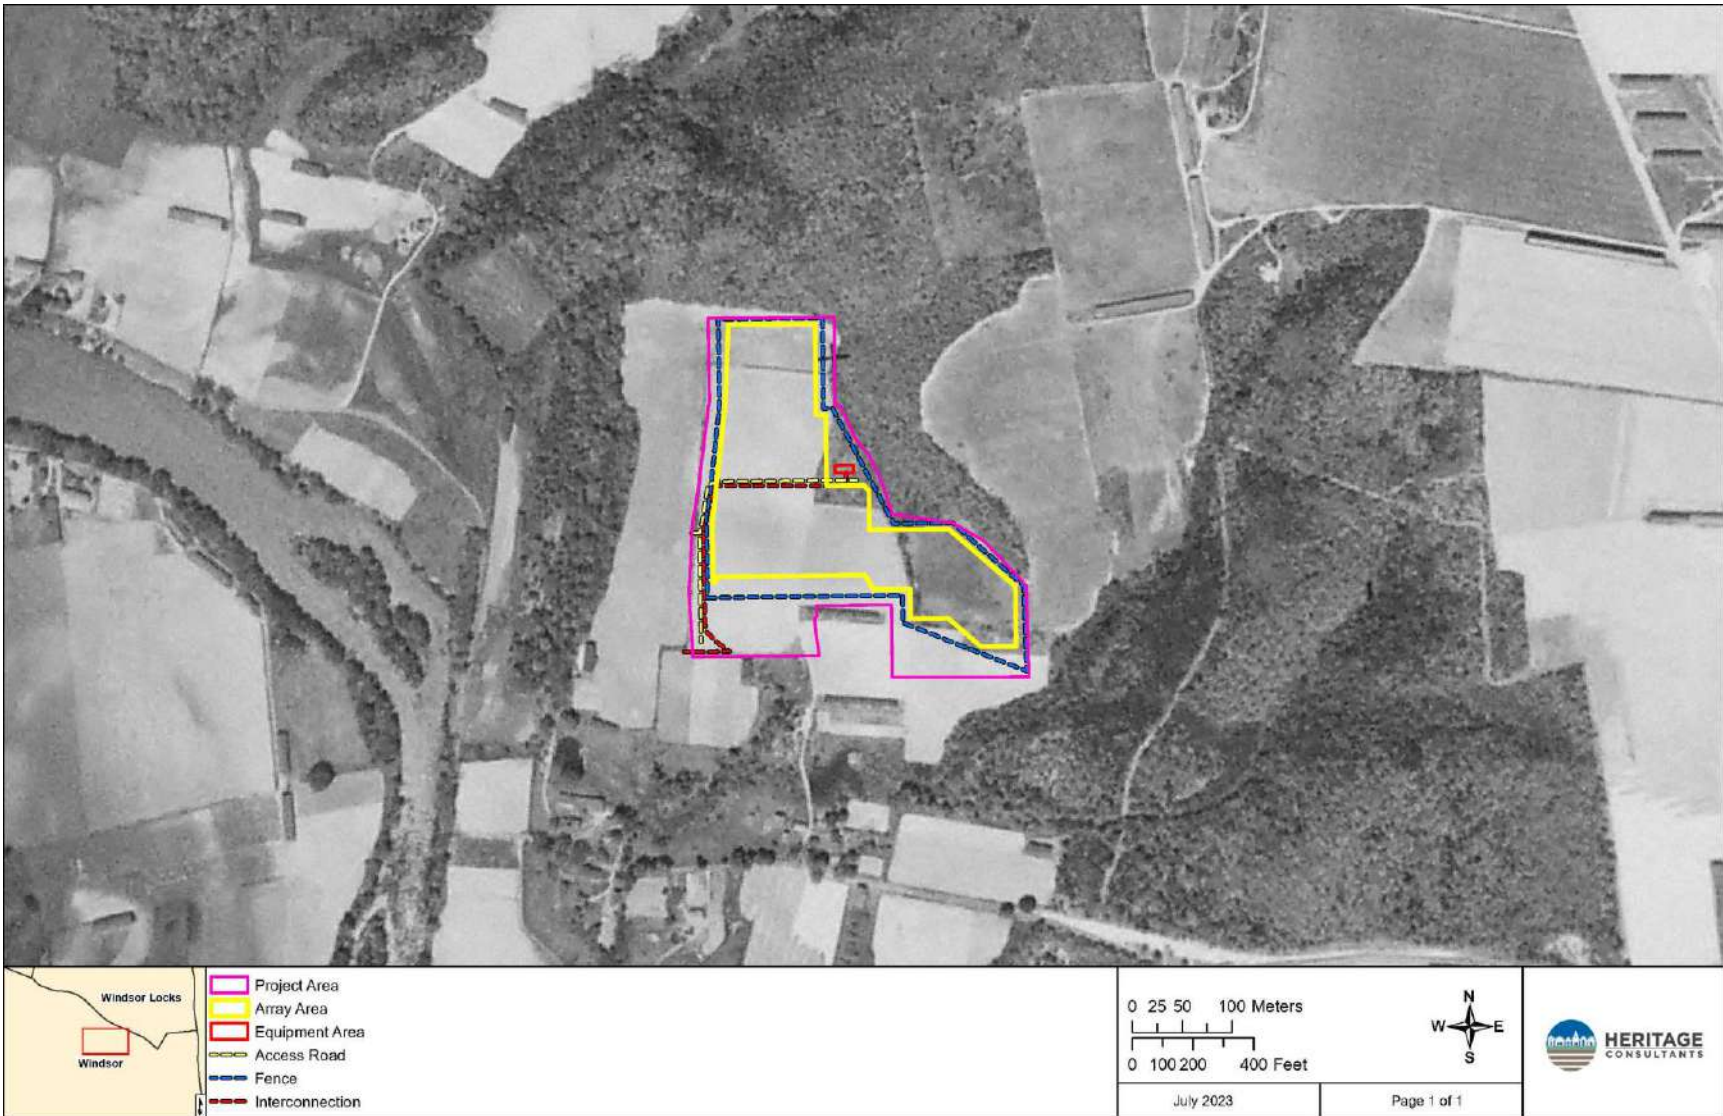 Windsor Locks
Windsor
Project Area
Array Area
Equipment Area
Access Road
Fence
Interconnection
0 25 50 100 Meters
0 100 200 400 Feet
N
W E
S
July 2023
Page 1 of 1
HERITAGE
CONSULTANTS